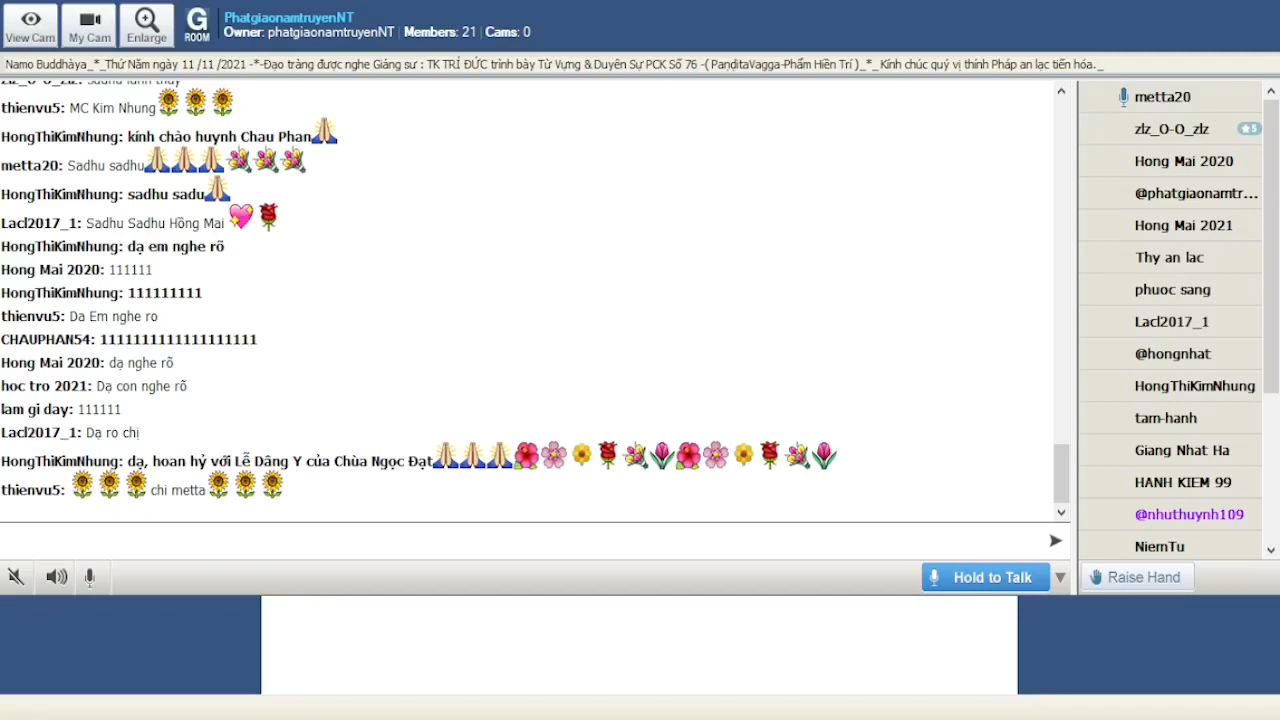 View Cam
My Cam
Enlarge
G
ROOM
PhatgiaonamtruyenNT
Owner: phatgiaonamtruyenNT | Members: 21 | Cams: 0
Namo Buddhàya_*_Thứ Năm ngày 11 /11 /2021 -*-Đạo tràng được nghe Giảng sư : TK TRÍ ĐỨC trình bày Từ Vựng & Duyên Sự PCK Số 76 -( PaṇḍitaVagga-Phẩm Hiền Trí )_*_ Kính chúc quý vị thính Pháp an lạc tiến hóa._
thienvu5: MC Kim Nhung
HongThiKimNhung: kính chào huynh Chau Phan
metta20: Sadhu sadhu
HongThiKimNhung: sadhu sadu
Lacl2017_1: Sadhu Sadhu Hồng Mai
HongThiKimNhung: dạ em nghe rõ
Hong Mai 2020: 111111
HongThiKimNhung: 111111111
thienvu5: Da Em nghe ro
CHAUPHAN54: 1111111111111111111
Hong Mai 2020: dạ nghe rõ
hoc tro 2021: Dạ con nghe rõ
lam gi day: 111111
Lacl2017_1: Dạ ro chị
HongThiKimNhung: dạ, hoan hỷ với Lễ Dâng Y của Chùa Ngọc Đạt
thienvu5: chi metta
metta20
zlz_O-O_zlz
5
Hong Mai 2020
@phatgiaonamtr...
Hong Mai 2021
Thy an lac
phuoc sang
Lacl2017_1
@hongnhat
HongThiKimNhung
tam-hanh
Giang Nhat Ha
HANH KIEM 99
@nhuthuynh109
NiemTu
Hold to Talk
Raise Hand